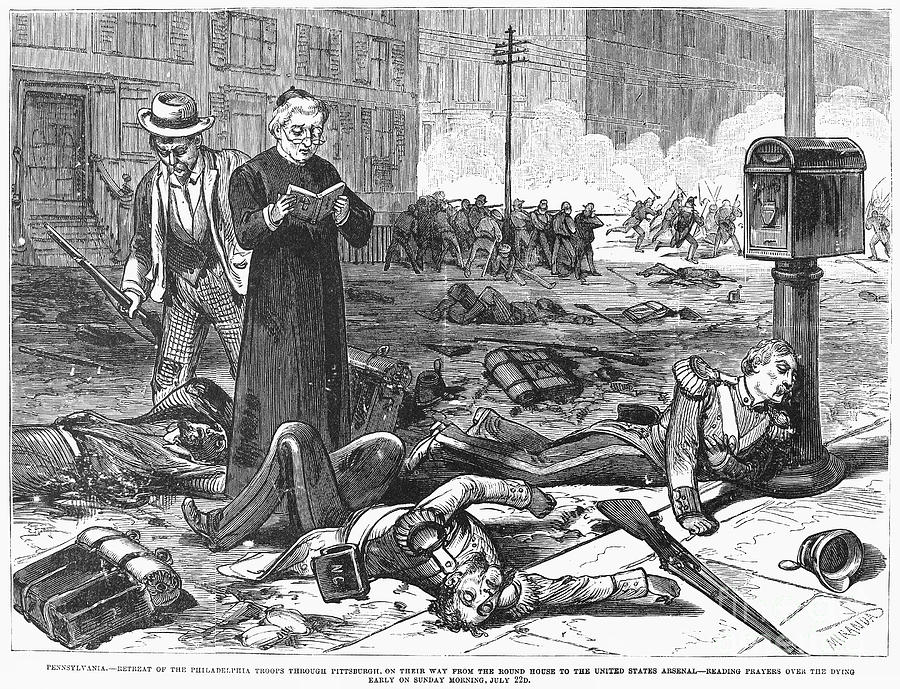 N.G.
MIRANDA
PENNSYLVANIA.—RETREAT OF THE PHILADELPHIA TROOPS THROUGH PITTSBURGH, ON THEIR WAY FROM THE ROUND HOUSE TO THE UNITED STATES ARSENAL—READING PRAYERS OVER THE DYING
EARLY ON SUNDAY MORNING, JULY 22D.